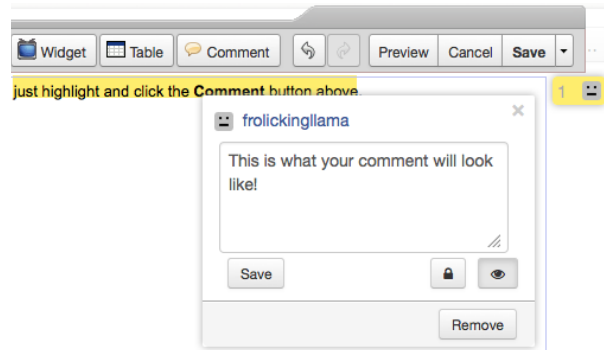 Widget Table Comment Preview Cancel Save
just highlight and click the Comment button above.
1
frolickingllama
×
This is what your comment will look
like!
Save
Remove